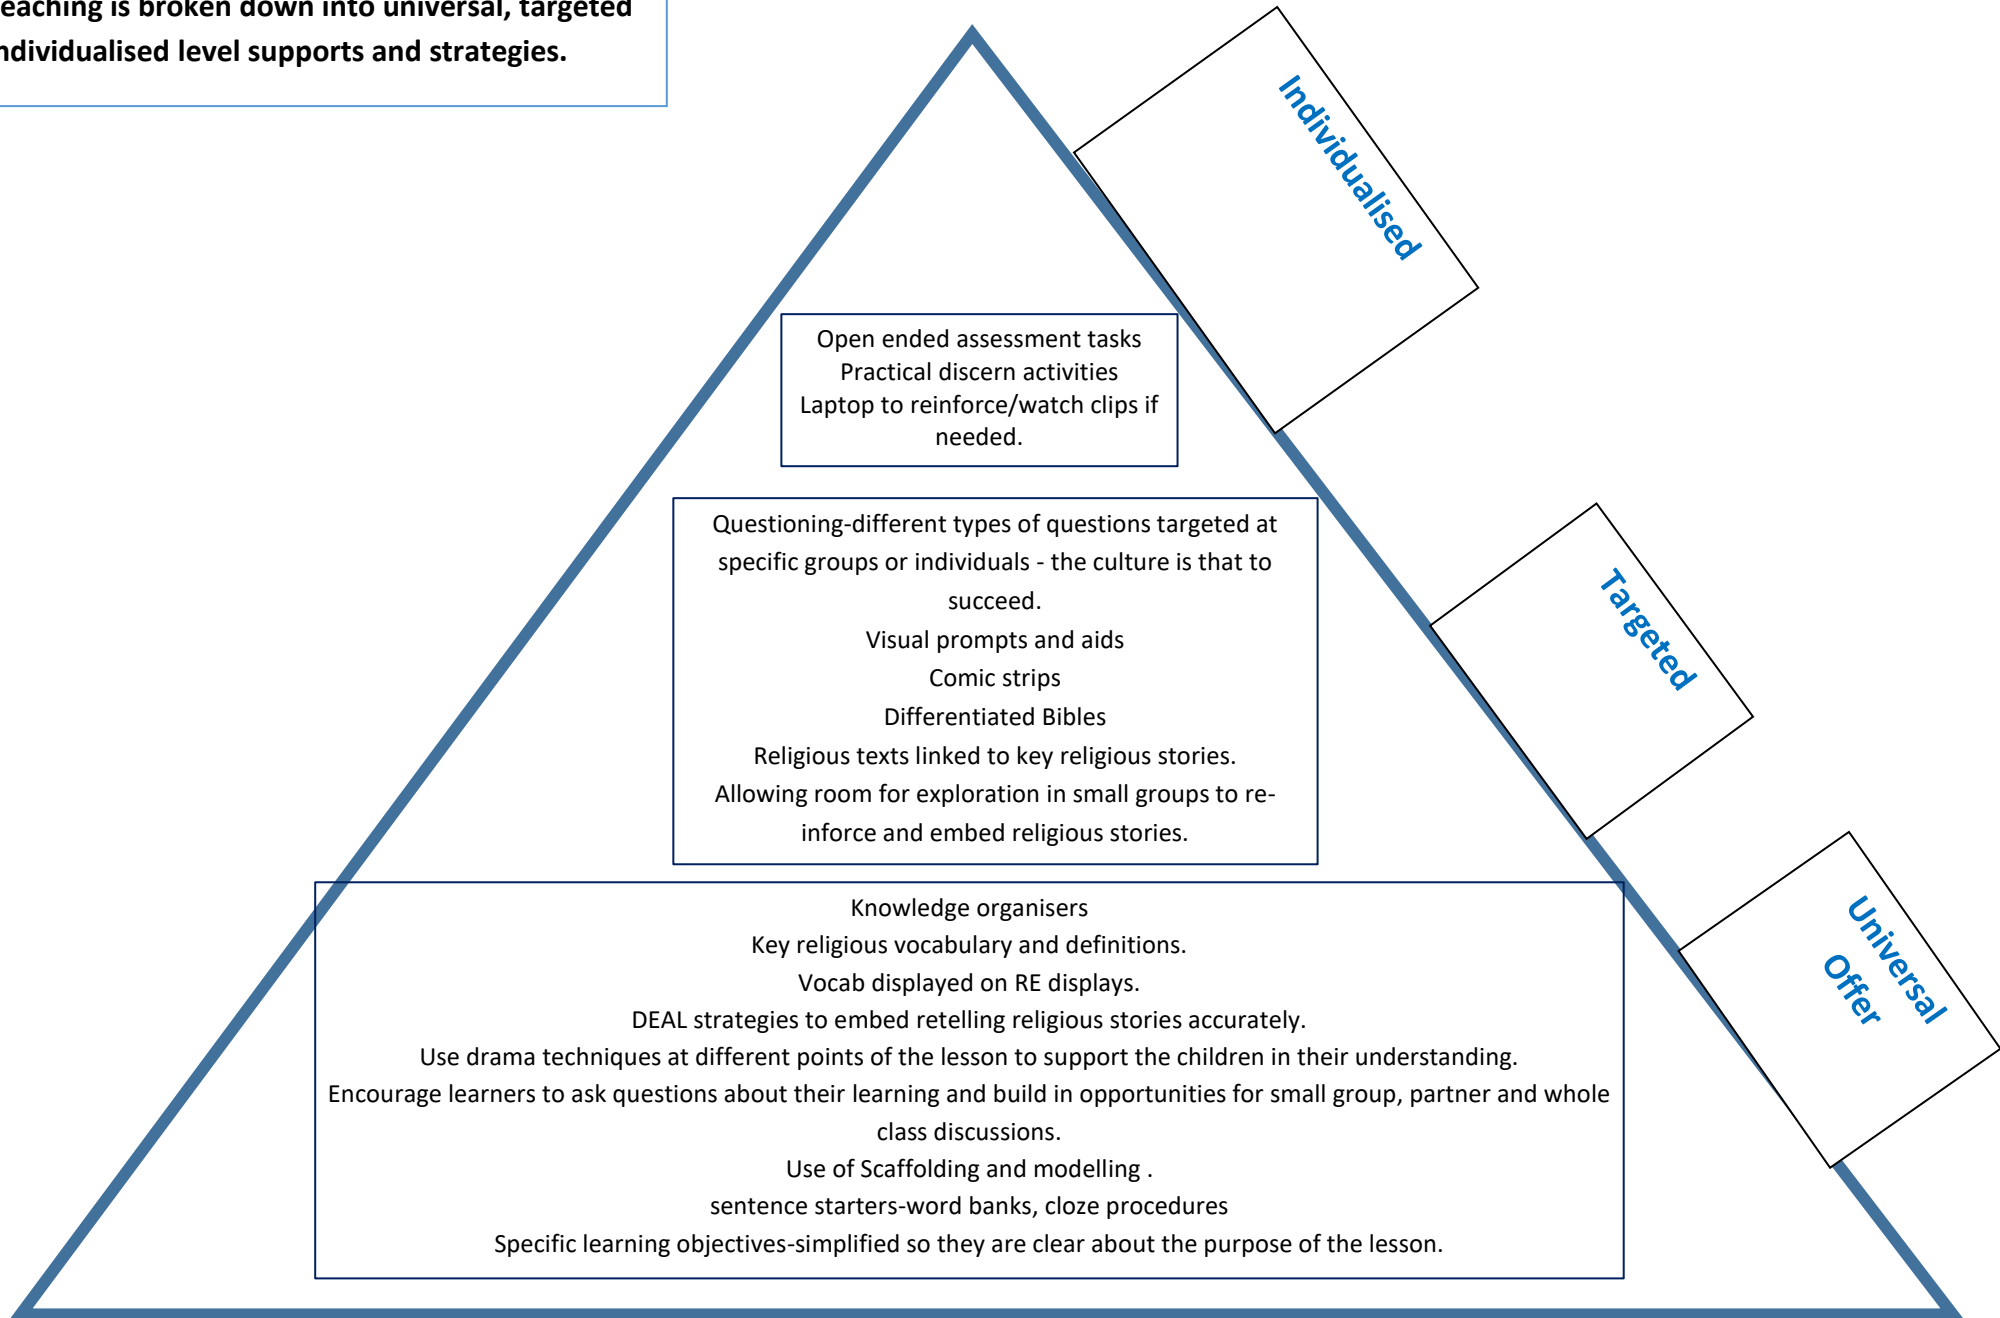 eaching is broken down into universal, targeted
ndividualised level supports and strategies.
Individualised
Open ended assessment tasks
Practical discern activities
Laptop to reinforce/watch clips if
needed.
Questioning-different types of questions targeted at
specific groups or individuals - the culture is that to
succeed.
Visual prompts and aids
Comic strips
Differentiated Bibles
Religious texts linked to key religious stories.
Allowing room for exploration in small groups to re-
inforce and embed religious stories.
Targeted
Knowledge organisers
Key religious vocabulary and definitions.
Vocab displayed on RE displays.
DEAL strategies to embed retelling religious stories accurately.
Use drama techniques at different points of the lesson to support the children in their understanding.
Encourage learners to ask questions about their learning and build in opportunities for small group, partner and whole
class discussions.
Use of Scaffolding and modelling .
sentence starters-word banks, cloze procedures
Specific learning objectives-simplified so they are clear about the purpose of the lesson.
Universal
Offer